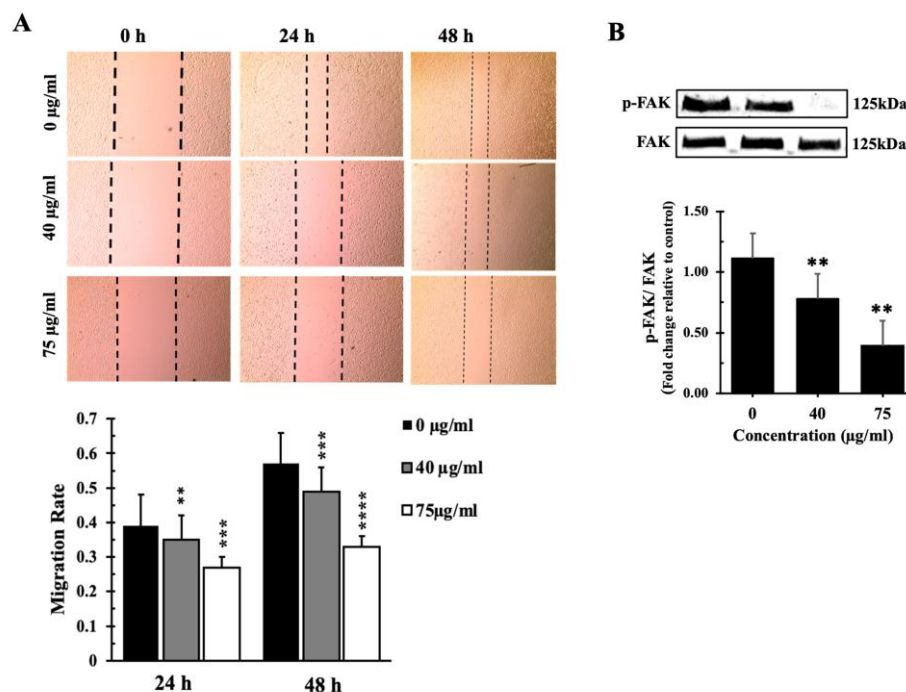 A
0 h
24 h
48 h
0 µg/ml
40 µg/ml
75 µg/ml
Migration Rate
0.7
0.6
0.5
0.4
0.3
0.2
0.1
0
**
***
***
****
24 h
48 h
0 µg/ml
40 µg/ml
75µg/ml
B
p-FAK
125kDa
FAK
125kDa
p-FAK/ FAK
(Fold change relative to control)
1.50
1.00
0.50
0.00
**
**
0
40
75
Concentration (µg/ml)